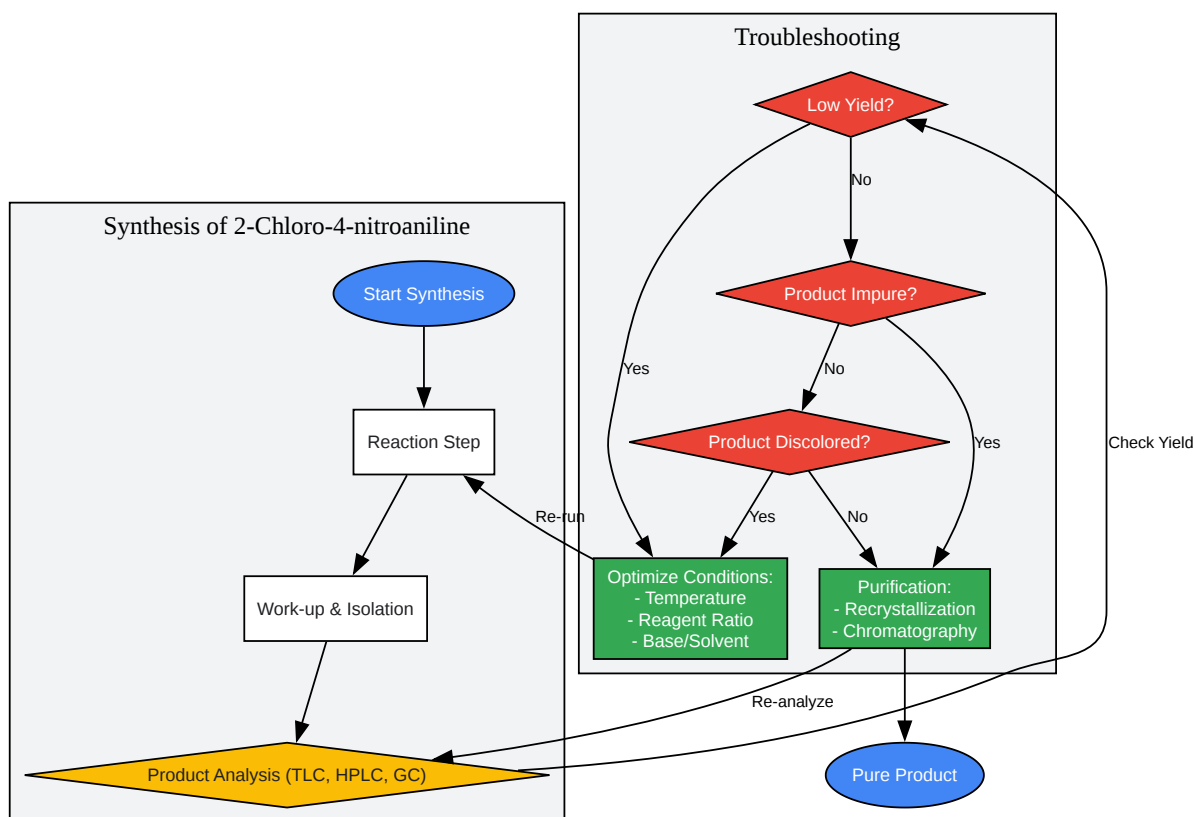 Troubleshooting
Low Yield?
No
Synthesis of 2-Chloro-4-nitroaniline
Start Synthesis
Product Impure?
Yes
No
Reaction Step
Product Discolored?
Yes
Check Yield
Re-run
Yes
No
Optimize Conditions:
- Temperature
- Reagent Ratio
- Base/Solvent
Purification:
- Recrystallization
- Chromatography
Work-up & Isolation
Re-analyze
Product Analysis (TLC, HPLC, GC)
Pure Product